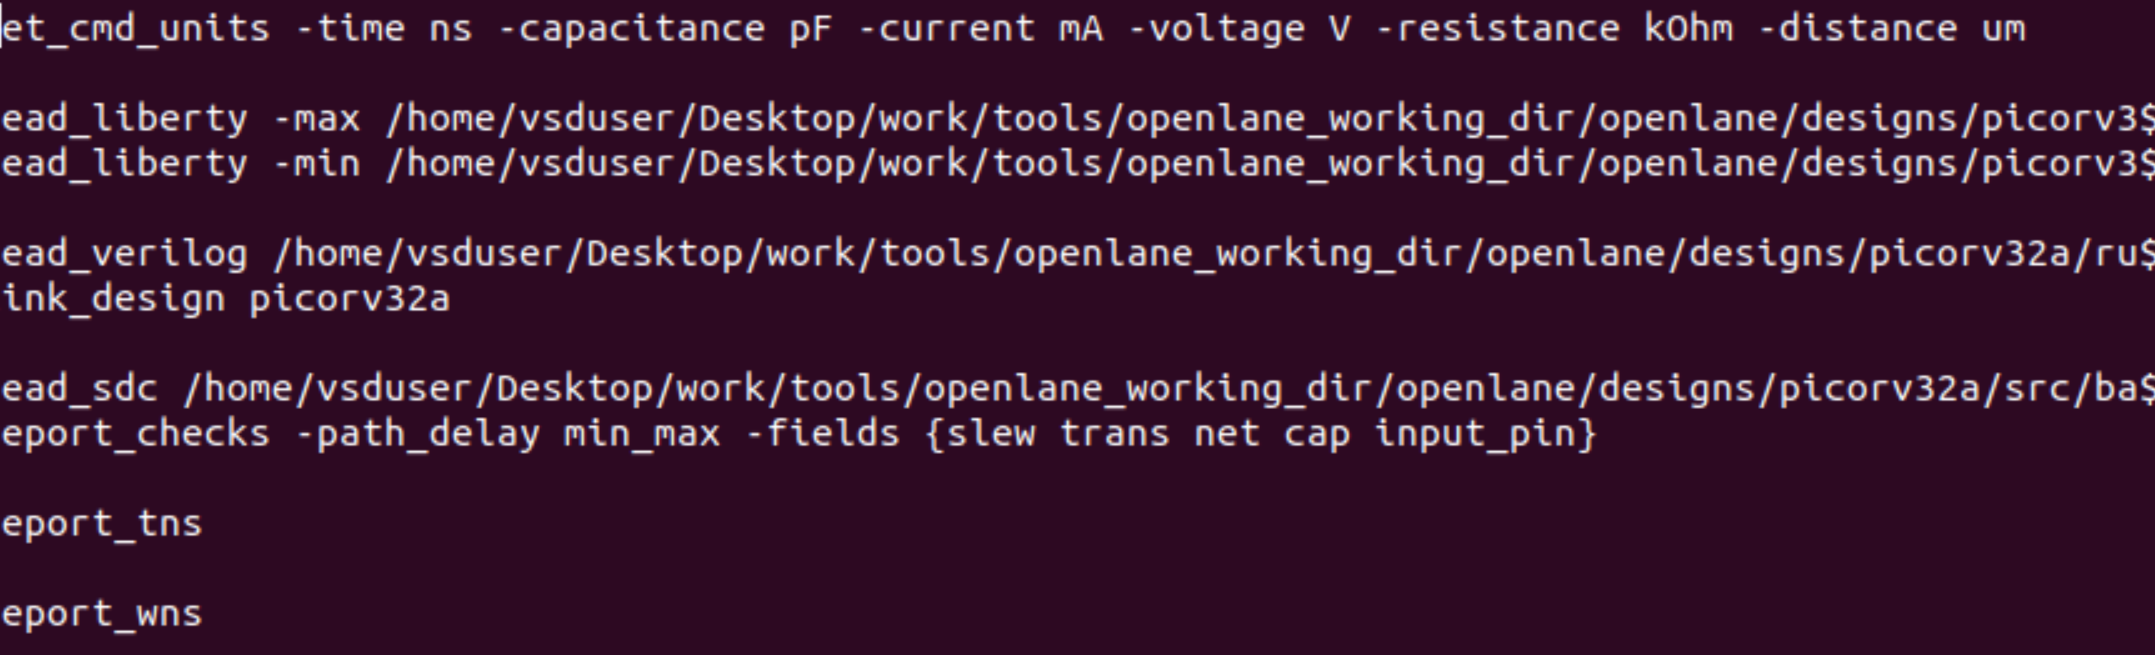 et_cmd_units -time ns -capacitance pF -current mA -voltage V -resistance kOhm -distance um
ead_liberty -max /home/vsduser/Desktop/work/tools/openlane_working_dir/openlane/designs/picorv3$
ead_liberty -min /home/vsduser/Desktop/work/tools/openlane_working_dir/openlane/designs/picorv3$
ead_verilog /home/vsduser/Desktop/work/tools/openlane_working_dir/openlane/designs/picorv32a/ru$
ink_design picorv32a
ead_sdc /home/vsduser/Desktop/work/tools/openlane_working_dir/openlane/designs/picorv32a/src/ba$
eport_checks -path_delay min_max -fields {slew trans net cap input_pin}
eport_tns
eport_wns